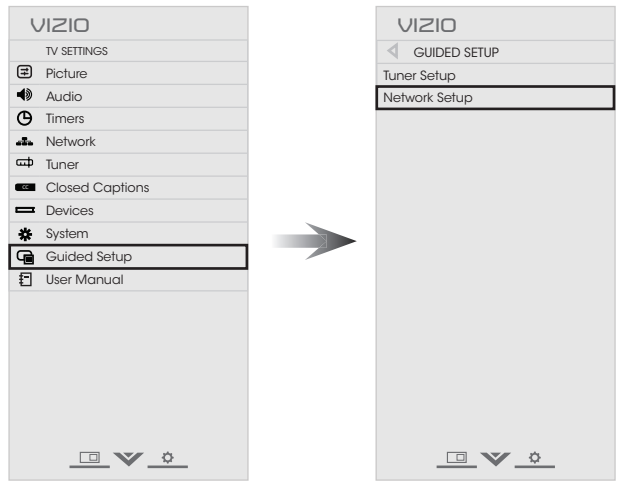 VIZIO
TV SETTINGS
Picture
Audio
Timers
Network
Tuner
CC
Closed Captions
Devices
System
Guided Setup
User Manual
VIZIO
GUIDED SETUP
Tuner Setup
Network Setup